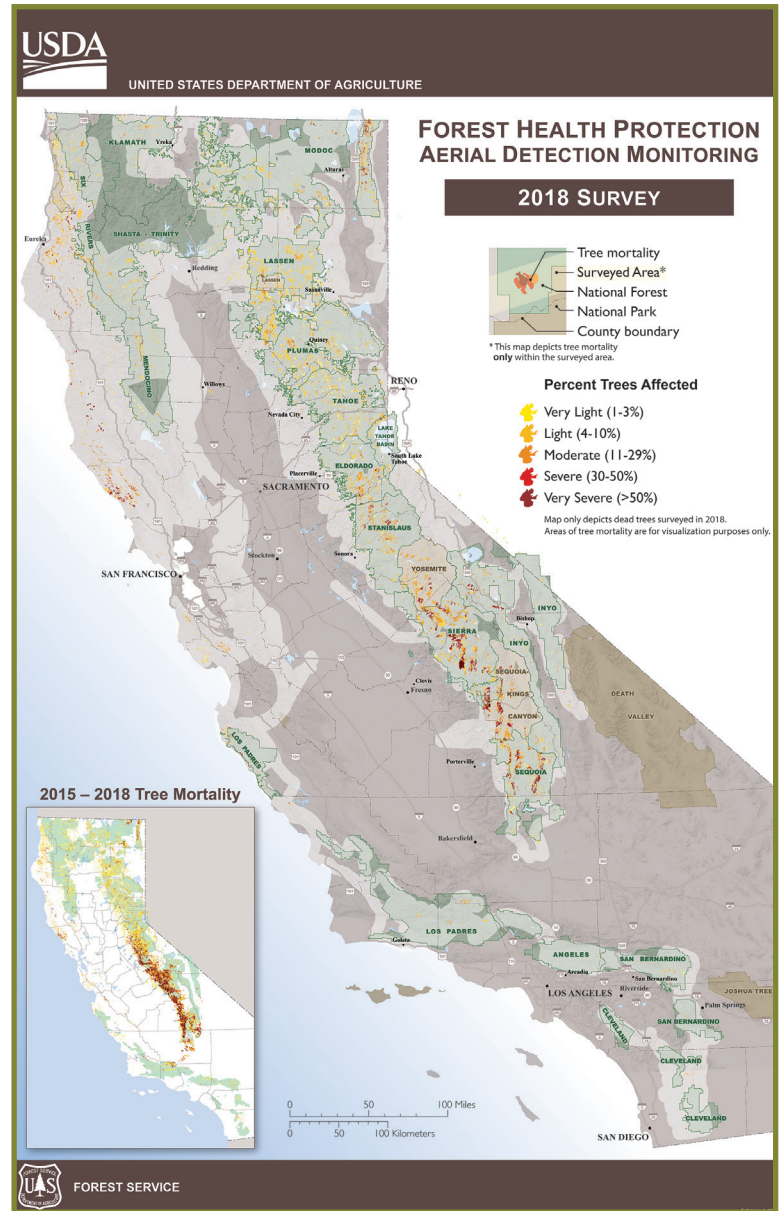 USDA
UNITED STATES DEPARTMENT OF AGRICULTURE
FOREST HEALTH PROTECTION
AERIAL DETECTION MONITORING
2018 SURVEY
Tree mortality
Surveyed Area*
National Forest
National Park
County boundary
* This map depicts tree mortality
only within the surveyed area.
Percent Trees Affected
Very Light (1-3%)
Light (4-10%)
Moderate (11-29%)
Severe (30-50%)
Very Severe (>50%)
Map only depicts dead trees surveyed in 2018.
Areas of tree mortality are for visualization purposes only.
KLAMATH
Yreka
MODOC
Alturas
SIX
RIVERS
SHASTA - TRINITY
Eureka
Redding
LASSEN
LASSEN
Susanville
MENDOCINO
Quincy
PLUMAS
Willows
RENO
TAHOE
Nevada City
LAKE
TAHOE
BASIN
South Lake
Tahoe
ELDORADO
Placerville
SACRAMENTO
STANISLAUS
Stockton
Sonora
SAN FRANCISCO
YOSEMITE
INYO
Bishop
SIERRA
INYO
SEQUOIA-
KINGS
CANYON
Clovis
Fresno
DEATH
VALLEY
LOS PADRES
Porterville
SEQUOIA
Bakersfield
LOS PADRES
Goleta
ANGELES
SAN BERNARDINO
Arcadia
San Bernardino
LOS ANGELES
Riverside
JOSHUA TREE
Palm Springs
CLEVELAND
SAN BERNARDINO
CLEVELAND
CLEVELAND
SAN DIEGO
2015 – 2018 Tree Mortality
0 50 100 Miles
0 50 100 Kilometers
FOREST SERVICE
U S
DEPARTMENT OF AGRICULTURE
FOREST SERVICE